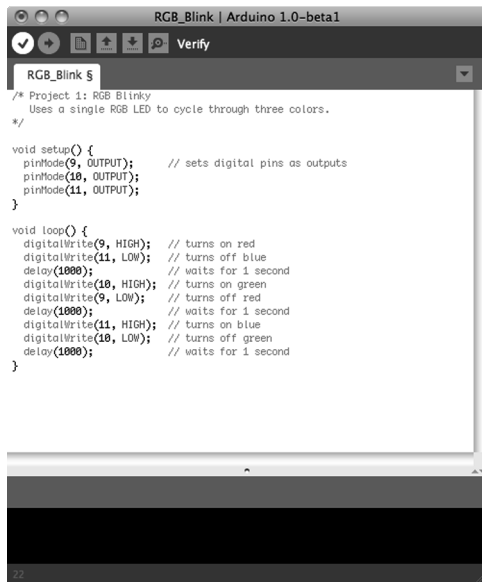 RGB_Blink | Arduino 1.0-beta1
Verify
RGB_Blink §
/* Project 1: RGB Blinky
   Uses a single RGB LED to cycle through three colors.
*/
void setup() {
  pinMode(9, OUTPUT);      // sets digital pins as outputs
  pinMode(10, OUTPUT);
  pinMode(11, OUTPUT);
}
void loop() {
  digitalWrite(9, HIGH);   // turns on red
  digitalWrite(11, LOW);   // turns off blue
  delay(1000);             // waits for 1 second
  digitalWrite(10, HIGH);  // turns on green
  digitalWrite(9, LOW);    // turns off red
  delay(1000);             // waits for 1 second
  digitalWrite(11, HIGH);  // turns on blue
  digitalWrite(10, LOW);   // turns off green
  delay(1000);             // waits for 1 second
}
22